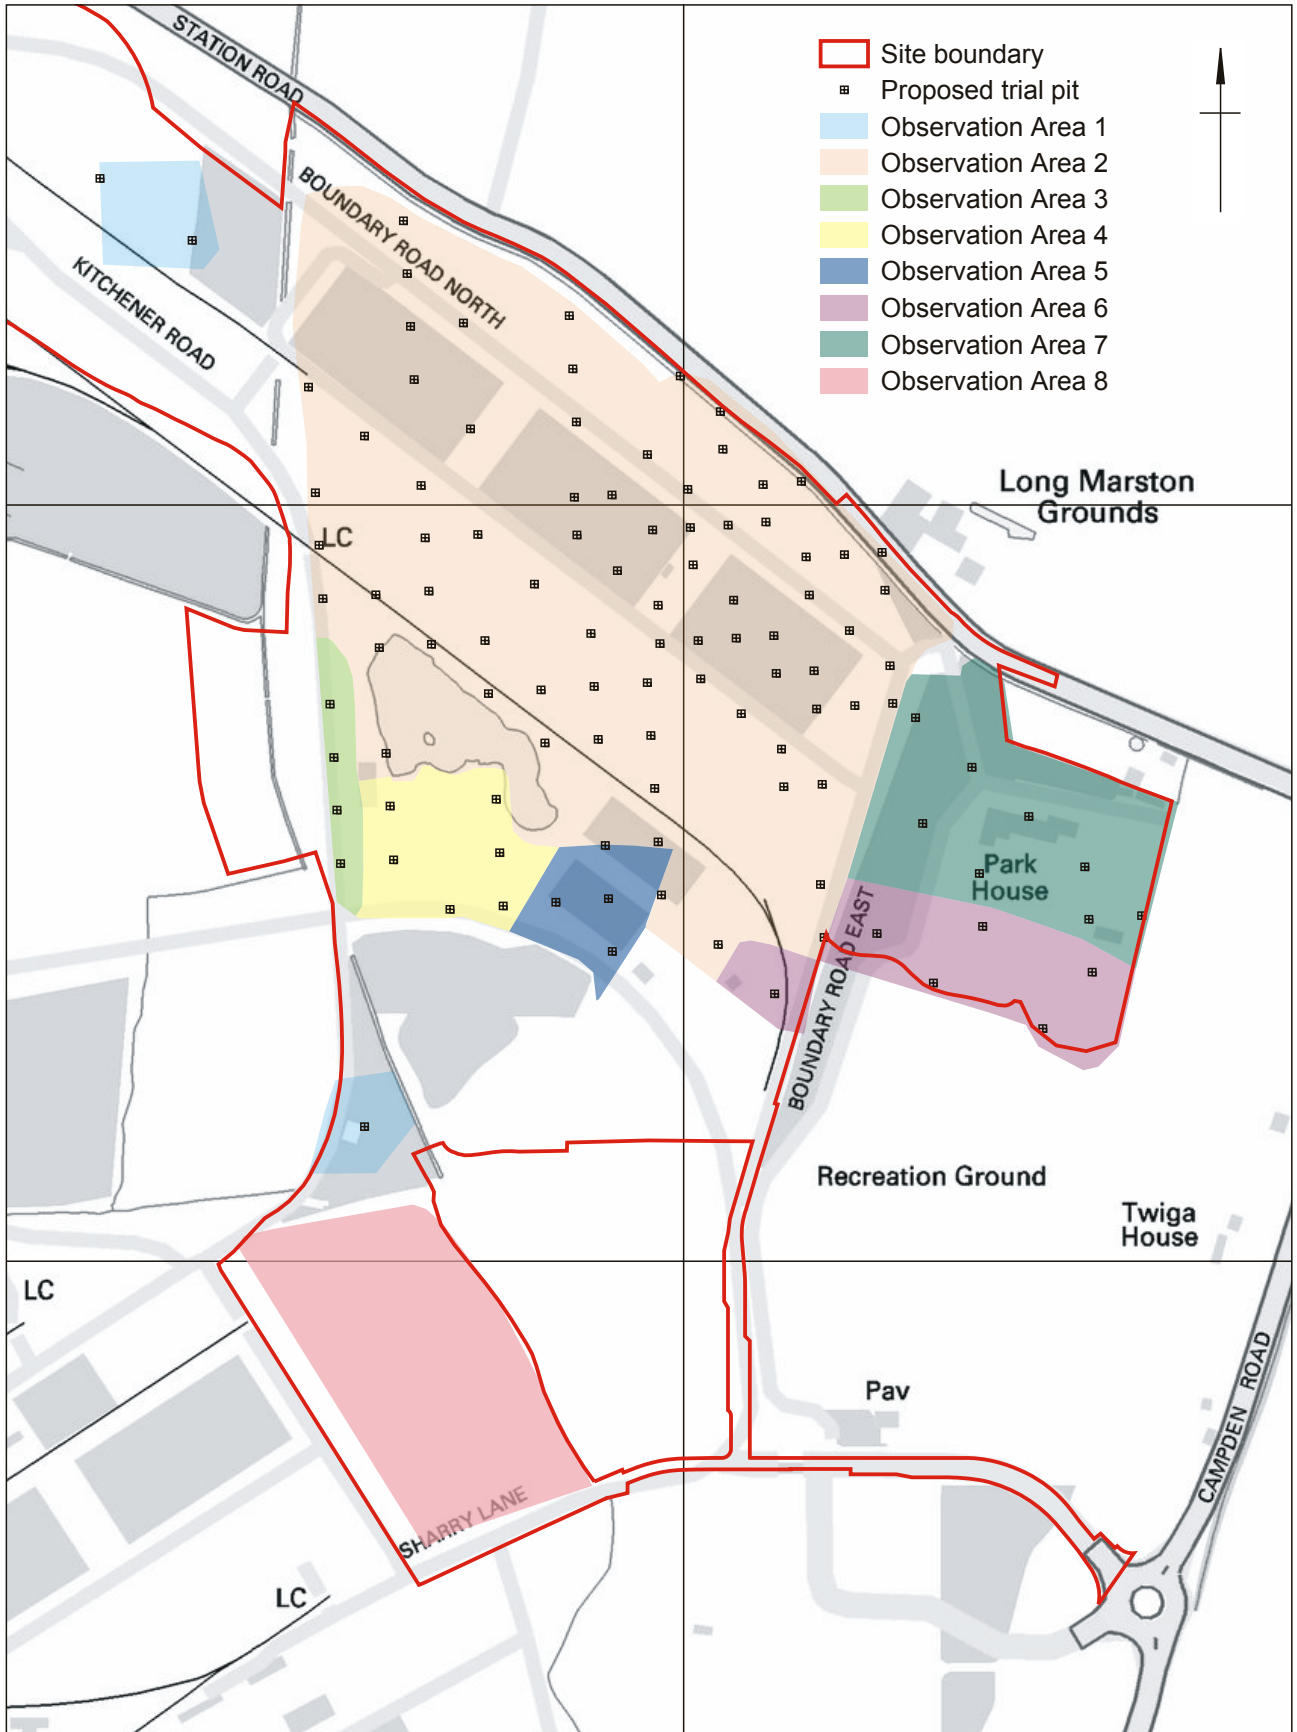 STATION ROAD
Site boundary
Proposed trial pit
Observation Area 1
Observation Area 2
Observation Area 3
Observation Area 4
Observation Area 5
Observation Area 6
Observation Area 7
Observation Area 8
BOUNDARY ROAD NORTH
KITCHENER ROAD
Long Marston
Grounds
LC
Park
House
BOUNDARY ROAD EAST
Recreation Ground
Twiga
House
LC
Pav
CAMPDEN ROAD
SHARRY LANE
LC